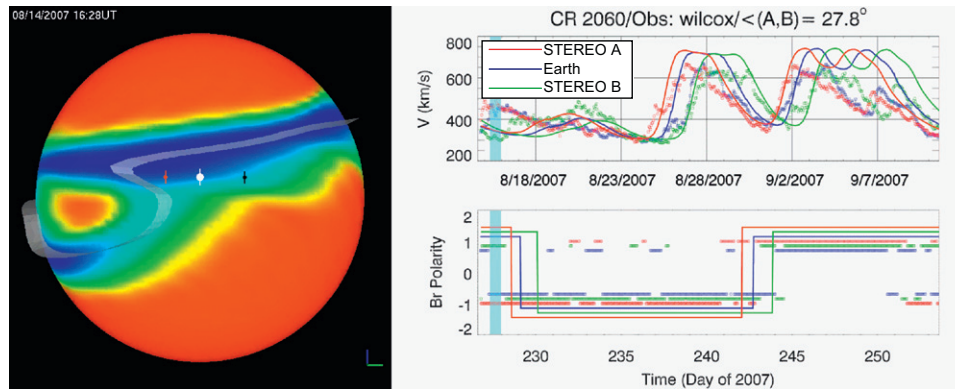 08/14/2007 16:28UT
CR 2060/Obs: wilcox/<(A,B)= 27.8°
800
600
400
200
V (km/s)
STEREO A
Earth
STEREO B
8/18/2007 8/23/2007 8/28/2007 9/2/2007 9/7/2007
2
1
0
-1
-2
Br Polarity
230 235 240 245 250
Time (Day of 2007)